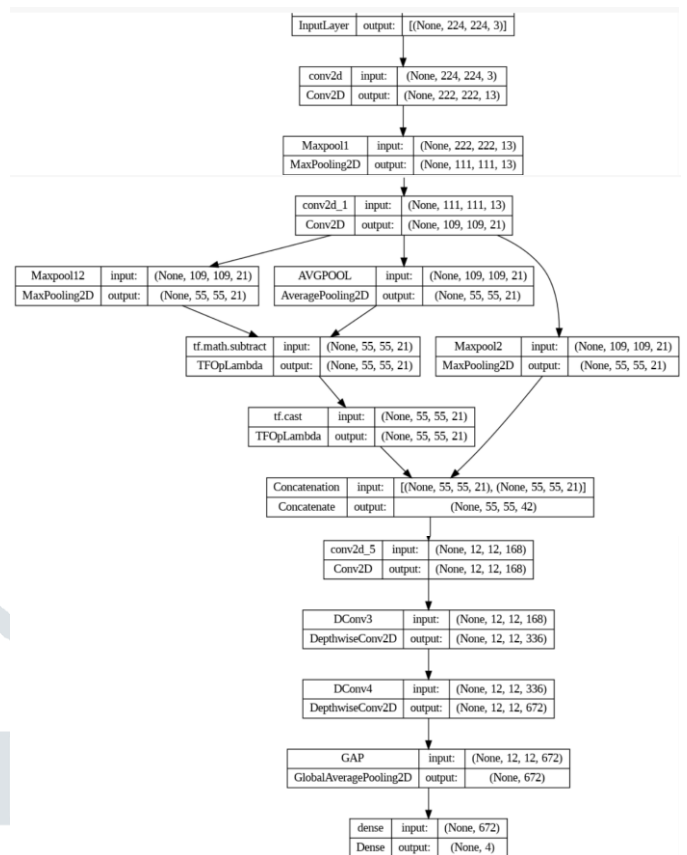 InputLayer output: [(None, 224, 224, 3)]
conv2d input: (None, 224, 224, 3)
Conv2D output: (None, 222, 222, 13)
Maxpool1 input: (None, 222, 222, 13)
MaxPooling2D output: (None, 111, 111, 13)
conv2d_1 input: (None, 111, 111, 13)
Conv2D output: (None, 109, 109, 21)
Maxpool12 input: (None, 109, 109, 21)
MaxPooling2D output: (None, 55, 55, 21)
AVGPOOL input: (None, 109, 109, 21)
AveragePooling2D output: (None, 55, 55, 21)
tf.math.subtract input: (None, 55, 55, 21)
TFOpLambda output: (None, 55, 55, 21)
Maxpool2 input: (None, 109, 109, 21)
MaxPooling2D output: (None, 55, 55, 21)
tf.cast input: (None, 55, 55, 21)
TFOpLambda output: (None, 55, 55, 21)
Concatenation input: [(None, 55, 55, 21), (None, 55, 55, 21)]
Concatenate output: (None, 55, 55, 42)
conv2d_5 input: (None, 12, 12, 168)
Conv2D output: (None, 12, 12, 168)
DConv3 input: (None, 12, 12, 168)
DepthwiseConv2D output: (None, 12, 12, 336)
DConv4 input: (None, 12, 12, 336)
DepthwiseConv2D output: (None, 12, 12, 672)
GAP input: (None, 12, 12, 672)
GlobalAveragePooling2D output: (None, 672)
dense input: (None, 672)
Dense output: (None, 4)